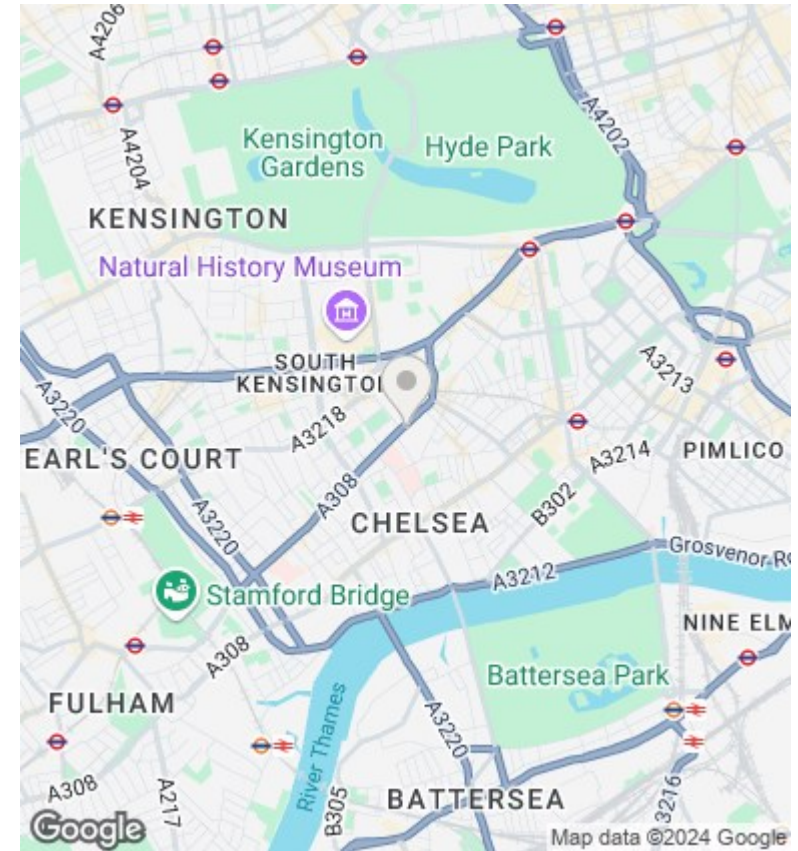 A4206
A4202
A4204
Kensington
Gardens
Hyde Park
KENSINGTON
Natural History Museum
SOUTH
KENSINGTON
A3213
A3220
A3218
EARL'S COURT
A3214
PIMLICO
A308
B302
A3220
CHELSEA
Grosvenor R
A3212
Stamford Bridge
NINE ELM
A308
Battersea Park
FULHAM
River Thames
A3220
A308
A217
B305
BATTERSEA
A3216
Google
Map data ©2024 Google